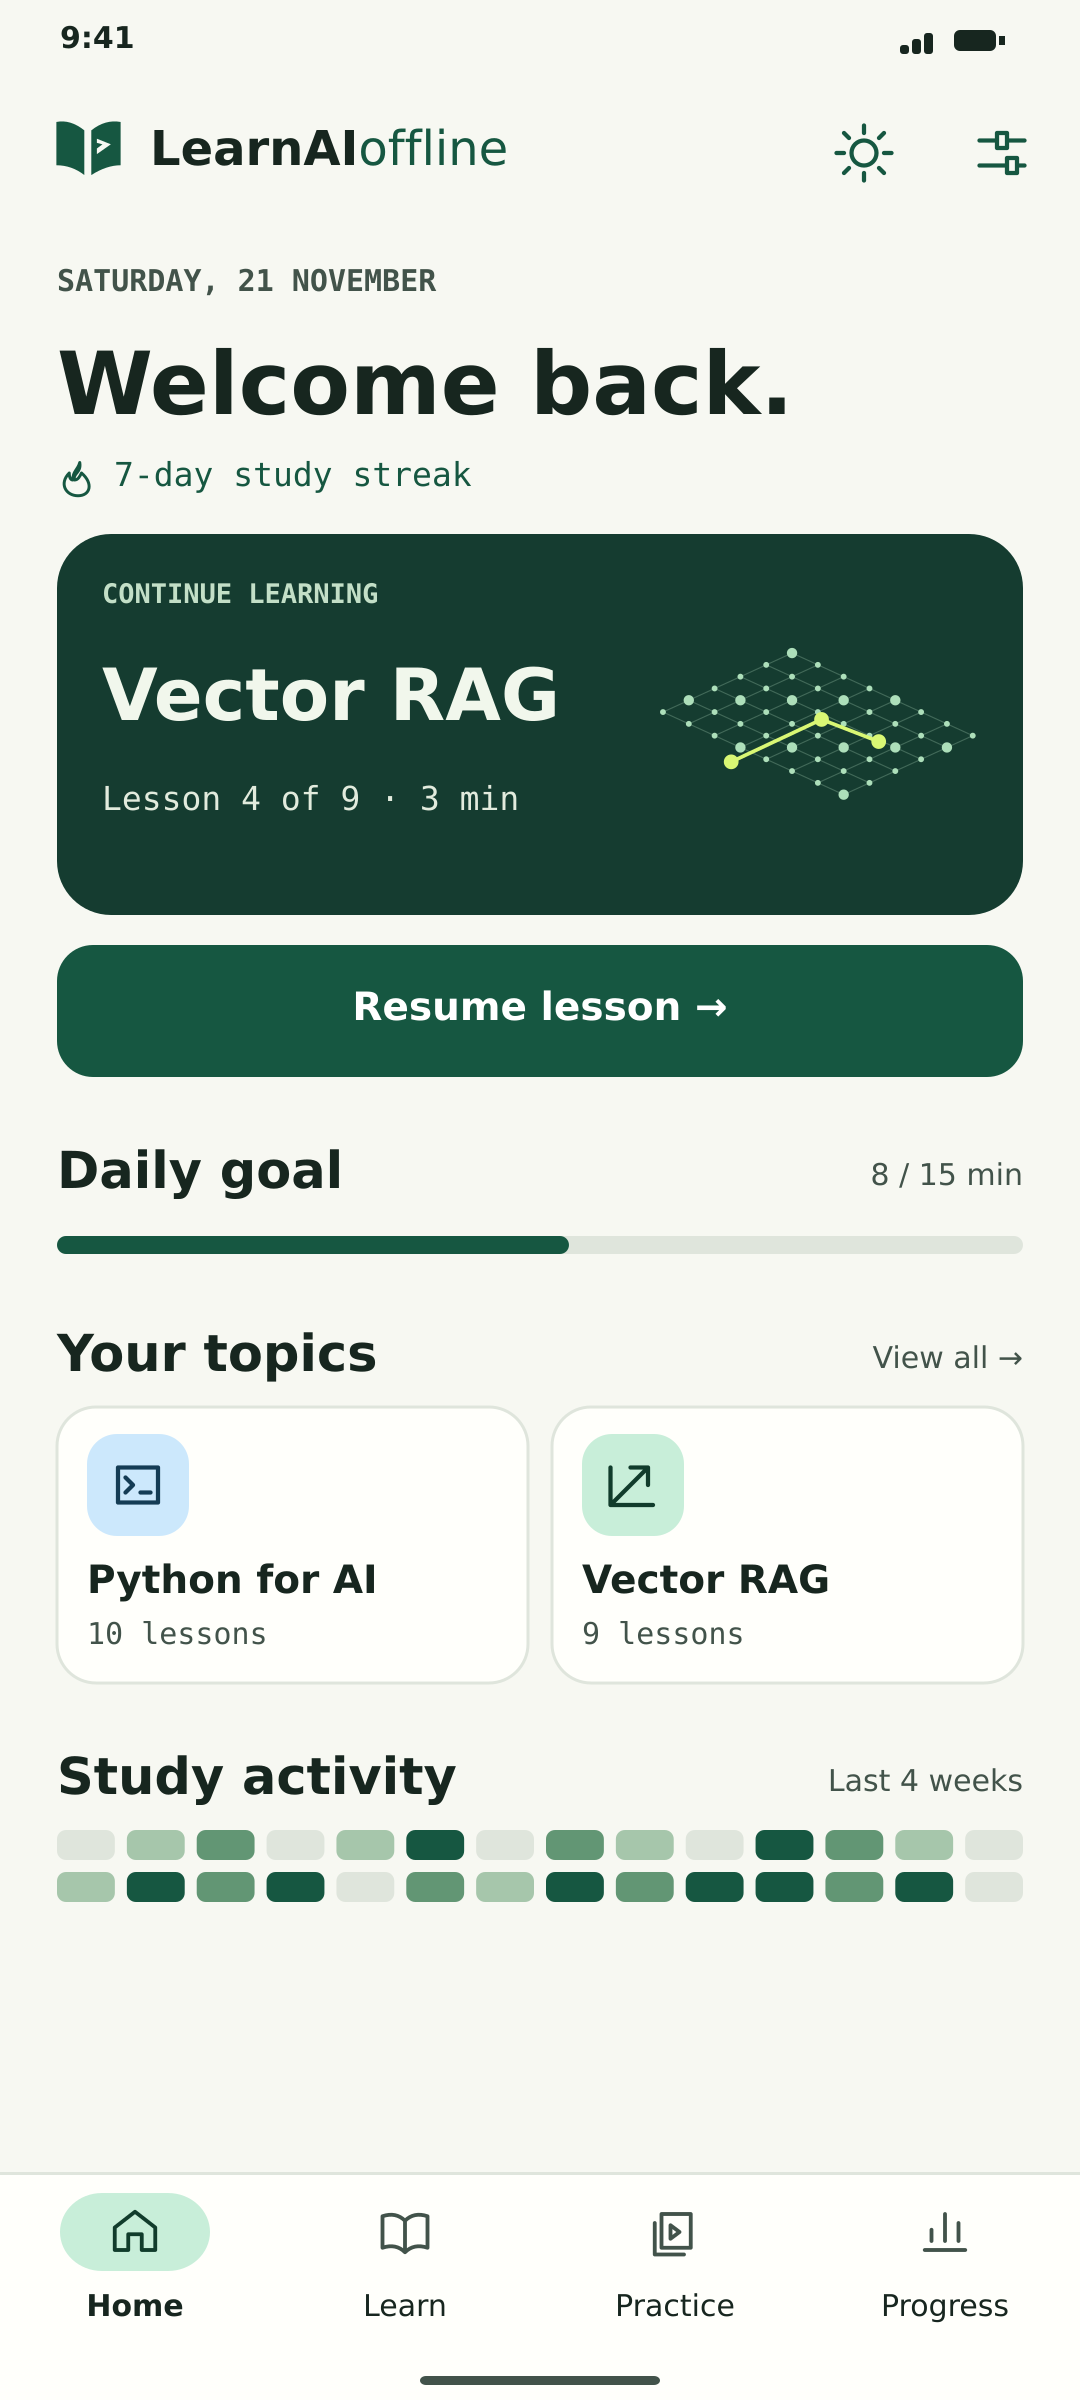 9:41
LearnAIoffline
SATURDAY, 21 NOVEMBER
Welcome back.
7-day study streak
CONTINUE LEARNING
Vector RAG
Lesson 4 of 9 · 3 min
Resume lesson →
Daily goal
8 / 15 min
Your topics
View all →
Python for AI
10 lessons
Vector RAG
9 lessons
Study activity
Last 4 weeks
Home
Learn
Practice
Progress